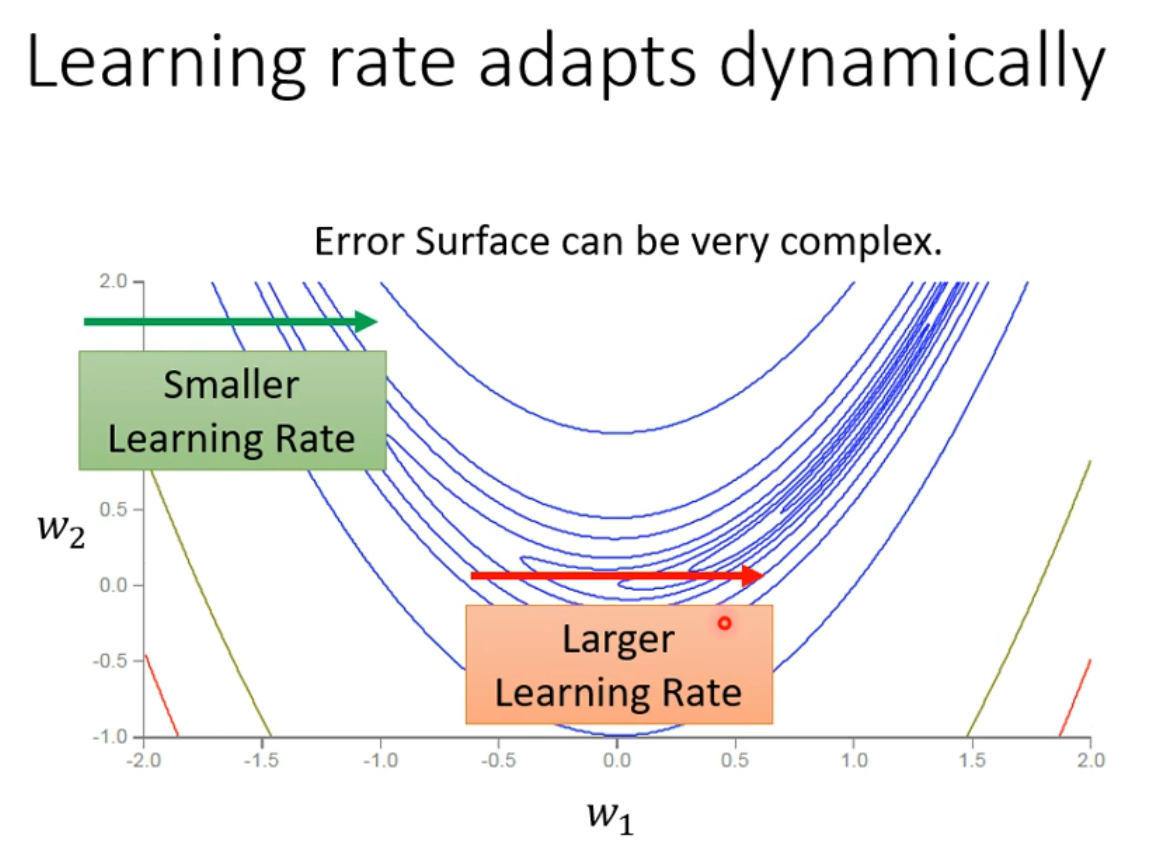 Learning rate adapts dynamically
Error Surface can be very complex.
2.0
Smaller
Learning Rate
0.5
w₂
0.0
Larger
Learning Rate
-0.5
-1.0
-2.0 -1.5 -1.0 -0.5 0.0 0.5 1.0 1.5 2.0
w₁